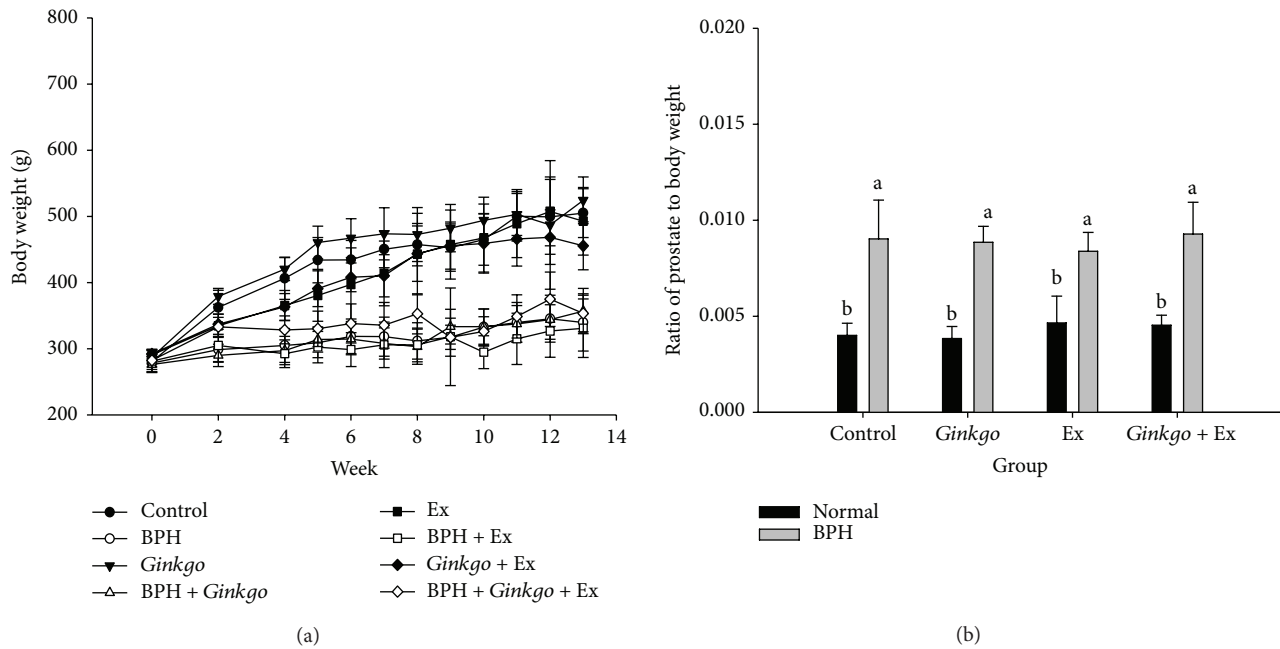 800
700
600
500
400
300
200
Body weight (g)
0 2 4 6 8 10 12 14
Week
Control
BPH
Ginkgo
BPH + Ginkgo
Ex
BPH + Ex
Ginkgo + Ex
BPH + Ginkgo + Ex
(a)
0.020
0.015
0.010
0.005
0.000
Ratio of prostate to body weight
b a b a b a b a
Control Ginkgo Ex Ginkgo + Ex
Group
Normal
BPH
(b)